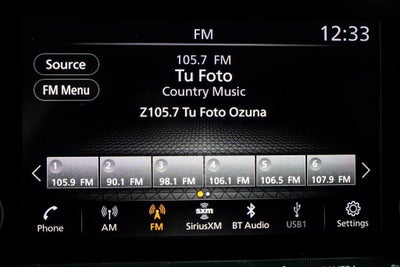 FM
12:33
Source
105.7 FM
Tu Foto
FM Menu
Country Music
Z105.7 Tu Foto Ozuna
1 2 3 4 5 6
105.9 FM 90.1 FM 98.1 FM 106.1 FM 106.5 FM 107.9 FM
Phone AM FM sxm SiriusXM BT Audio USB1 Settings